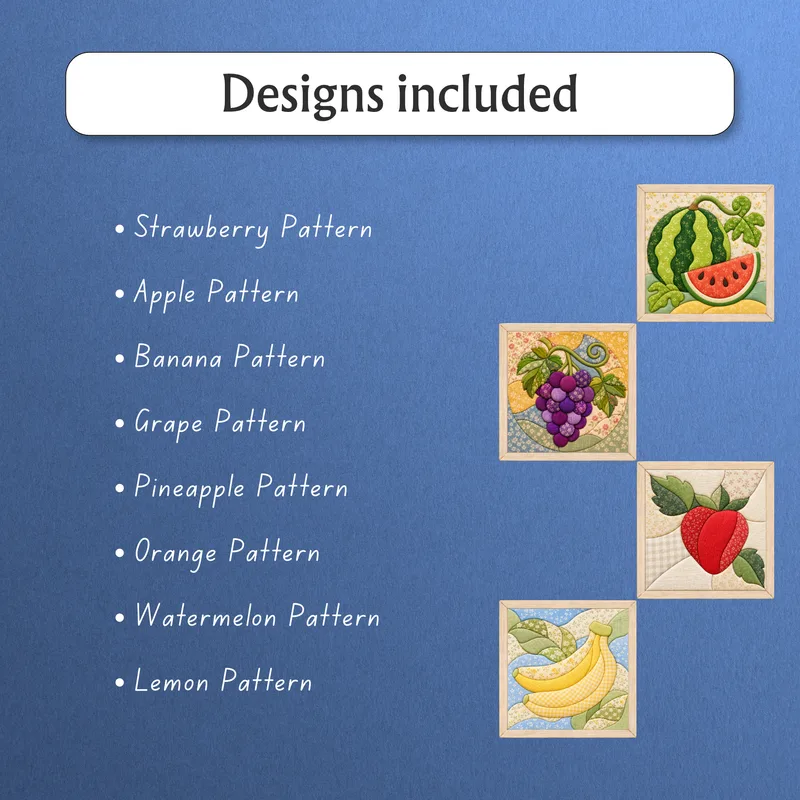 Designs included
• Strawberry Pattern
• Apple Pattern
• Banana Pattern
• Grape Pattern
• Pineapple Pattern
• Orange Pattern
• Watermelon Pattern
• Lemon Pattern